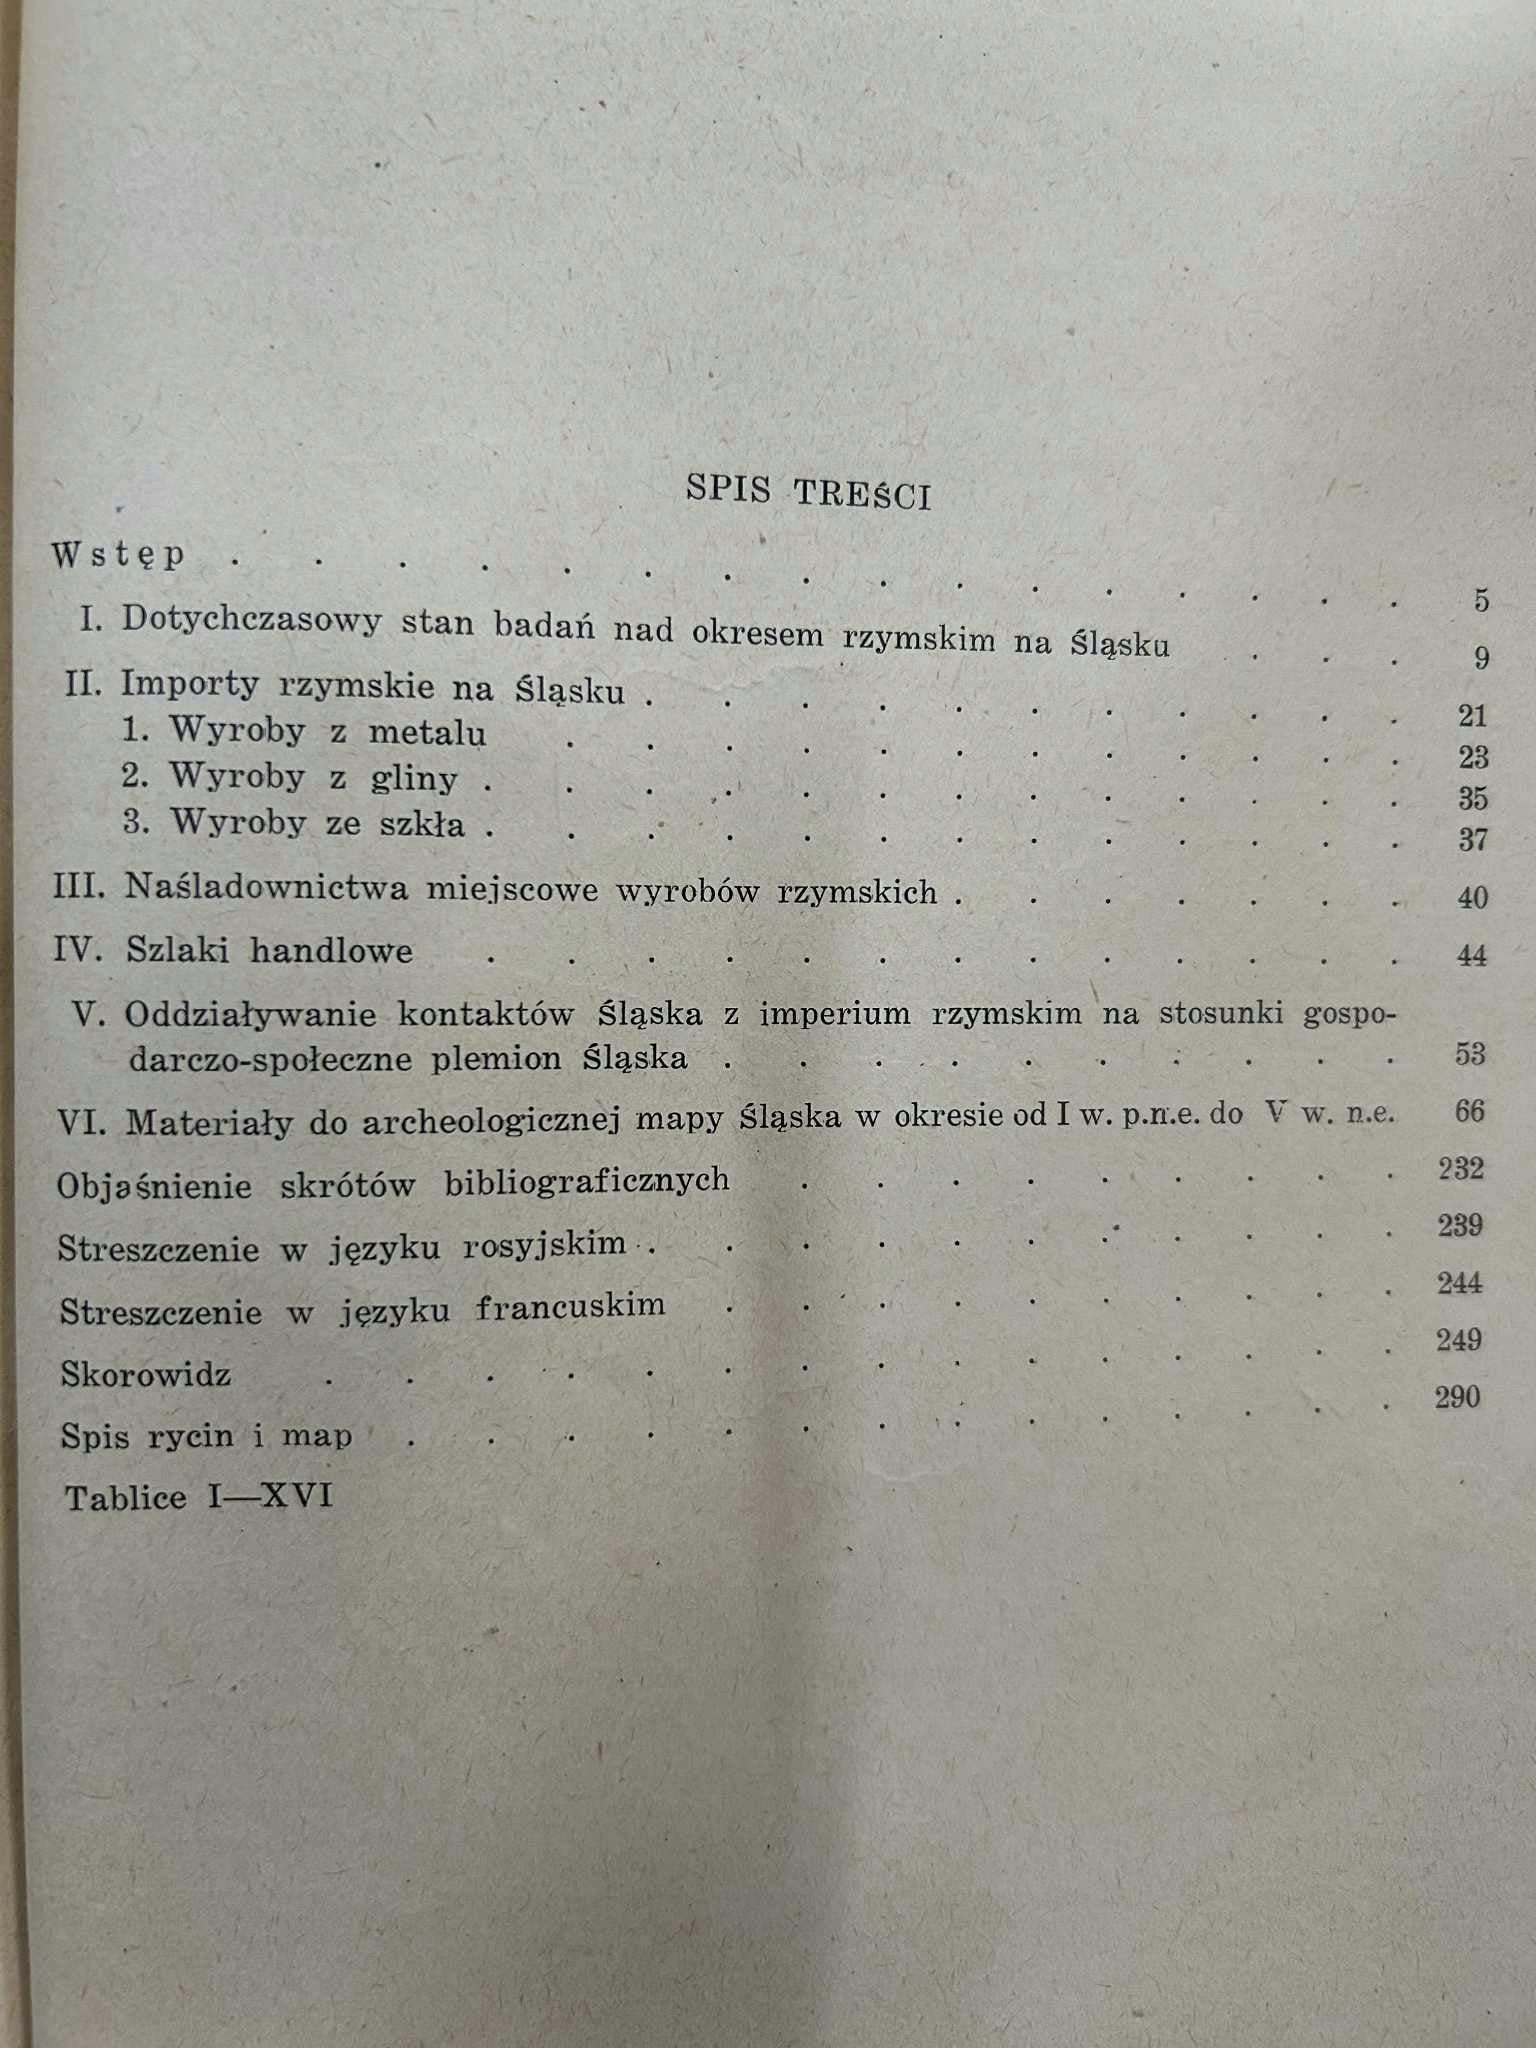 SPIS TREŚCI
Wstęp . . . . . . . . . . . . . . . . 5
I. Dotychczasowy stan badań nad okresem rzymskim na Śląsku . . . 9
II. Importy rzymskie na Śląsku . . . . . . . . . . . 21
1. Wyroby z metalu . . . . . . . . . . . . 23
2. Wyroby z gliny . . . . . . . . . . . . . 35
3. Wyroby ze szkła . . . . . . . . . . . . . 37
III. Naśladownictwa miejscowe wyrobów rzymskich . . . . . . . 40
IV. Szlaki handlowe . . . . . . . . . . . . . 44
V. Oddziaływanie kontaktów Śląska z imperium rzymskim na stosunki gospo-
darczo-społeczne plemion Śląska . . . . . . . . . . 53
VI. Materiały do archeologicznej mapy Śląska w okresie od I w. p.n.e. do V w. n.e. 66
Objaśnienie skrótów bibliograficznych . . . . . . . . . 232
Streszczenie w języku rosyjskim . . . . . . . . . . . 239
Streszczenie w języku francuskim . . . . . . . . . . 244
Skorowidz . . . . . . . . . . . . . . . 249
Spis rycin i map . . . . . . . . . . . . . . 290
Tablice I—XVI